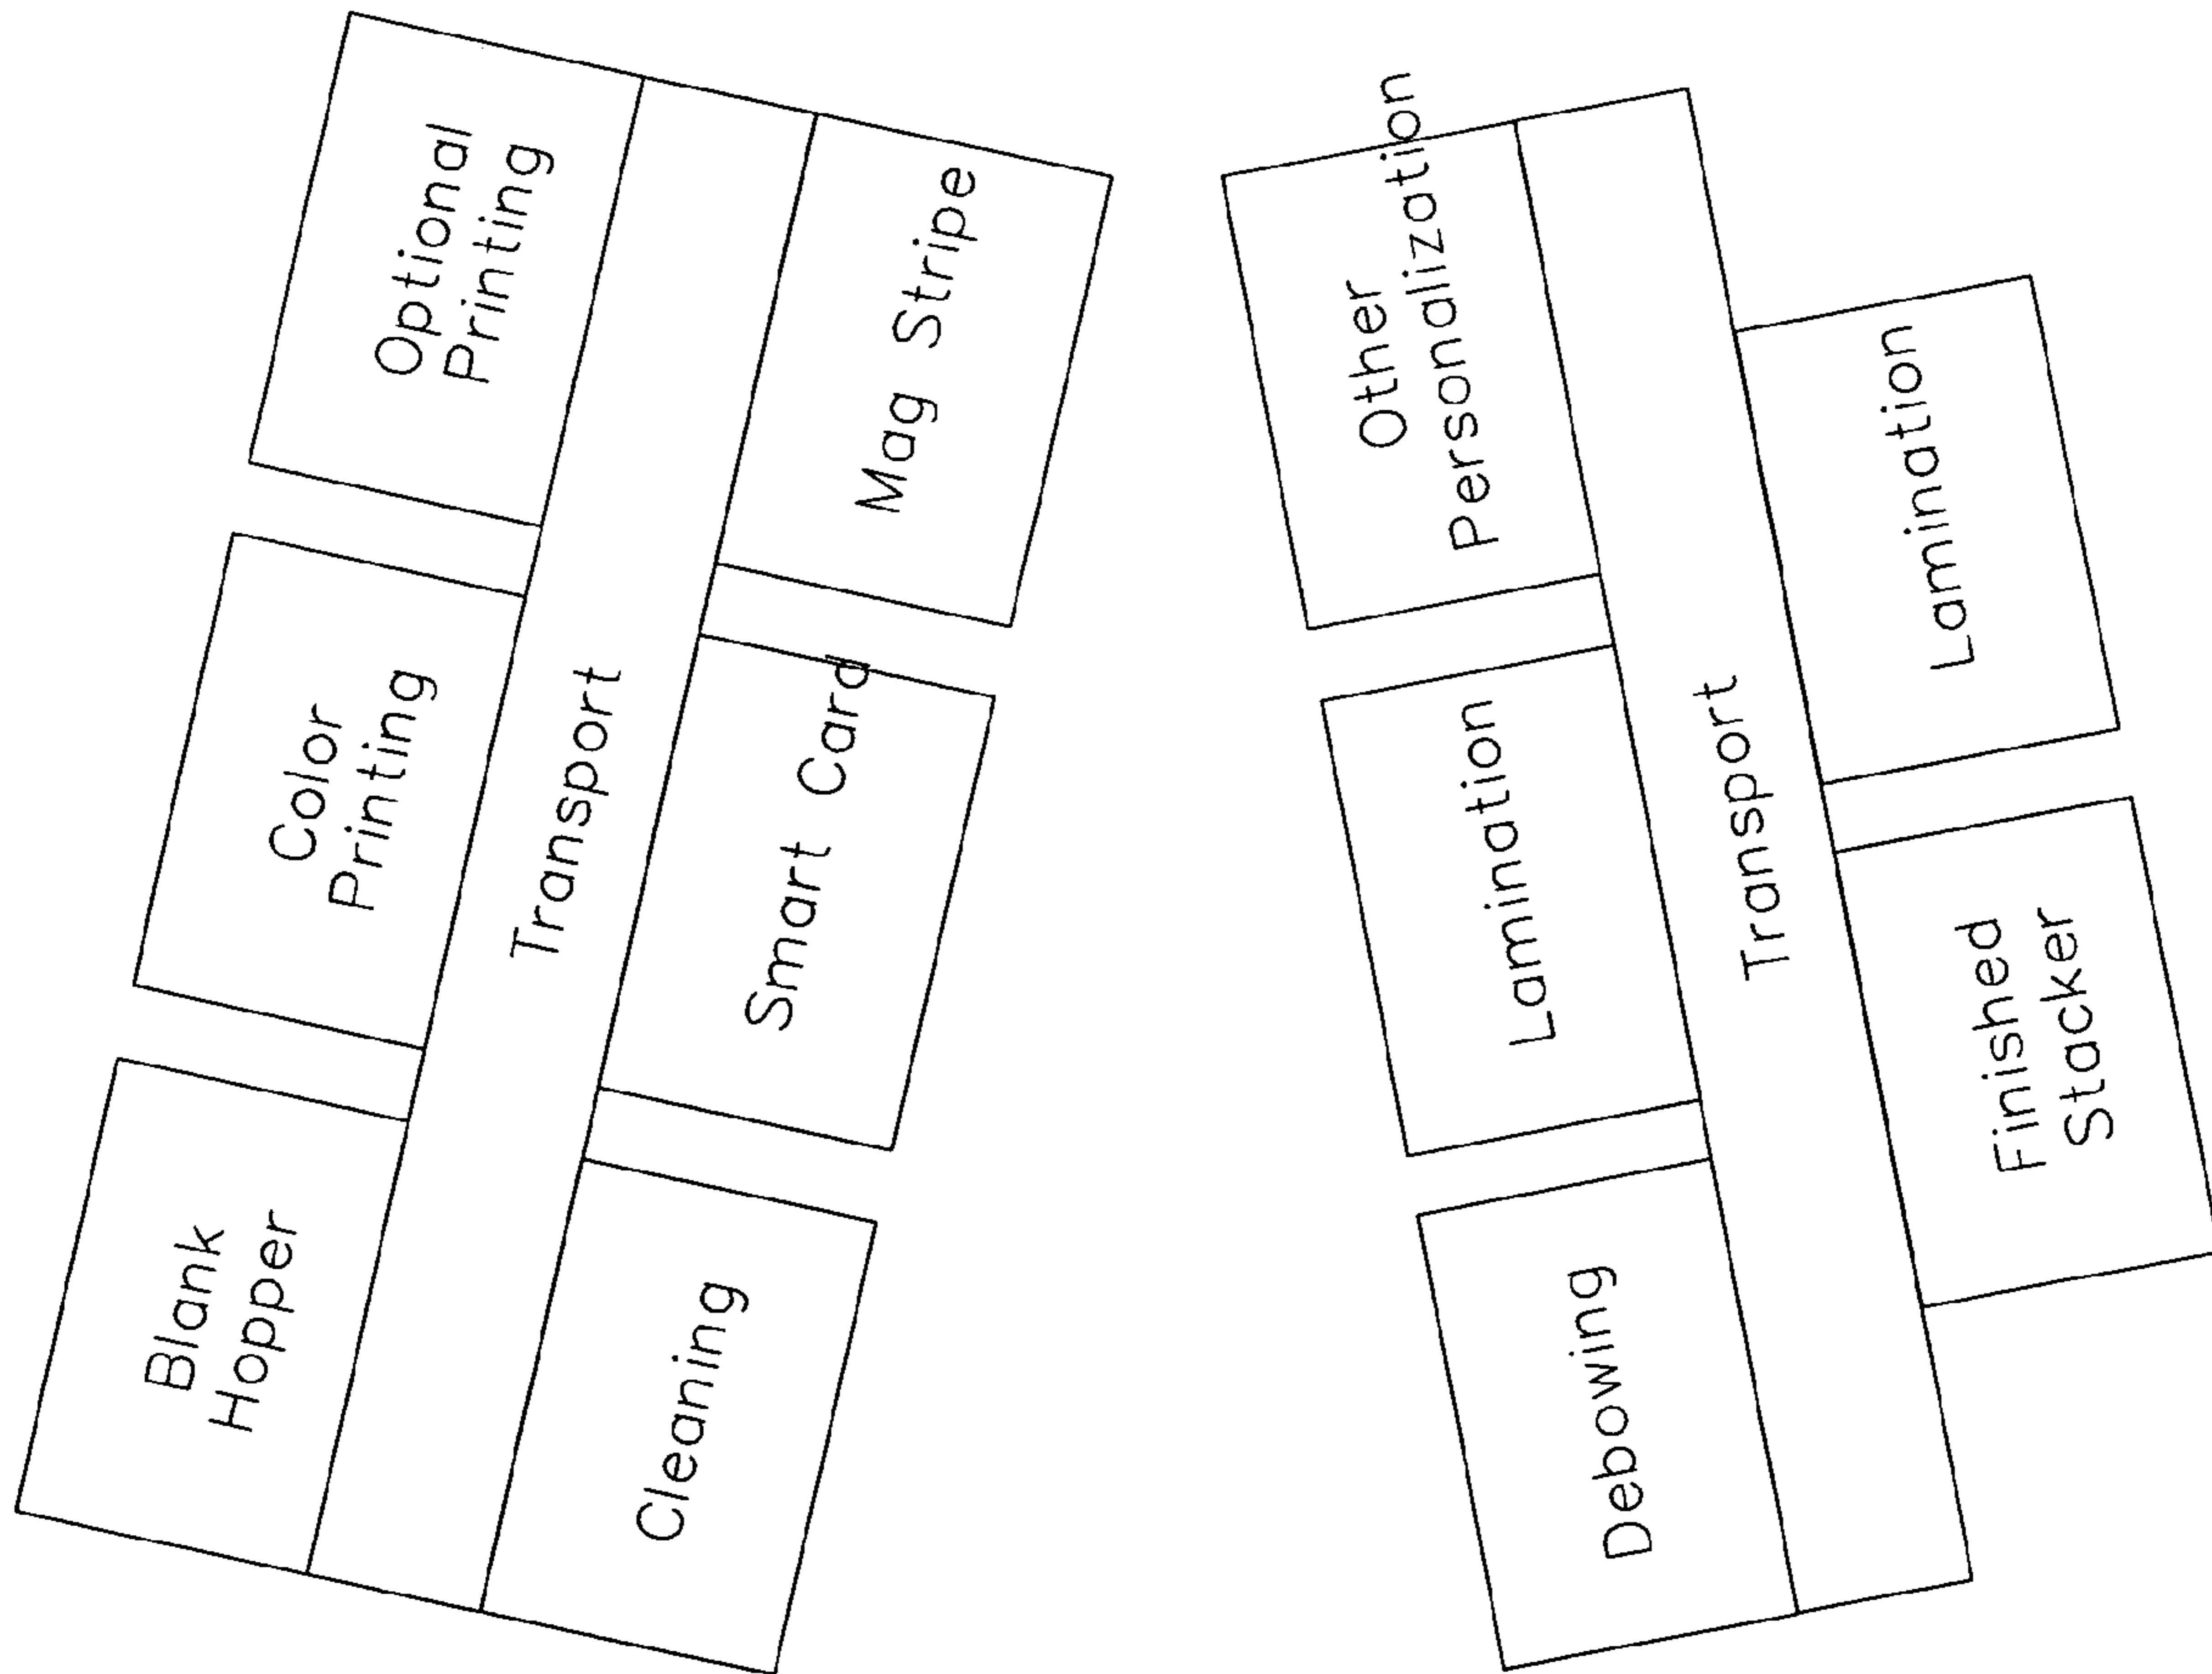 Optional
Printing
Mag Stripe
Color
Printing
Transport
Smart Card
Blank
Hopper
Cleaning
Other
Personalization
Lamination
Lamination
Transport
Finished
Stacker
Debowing